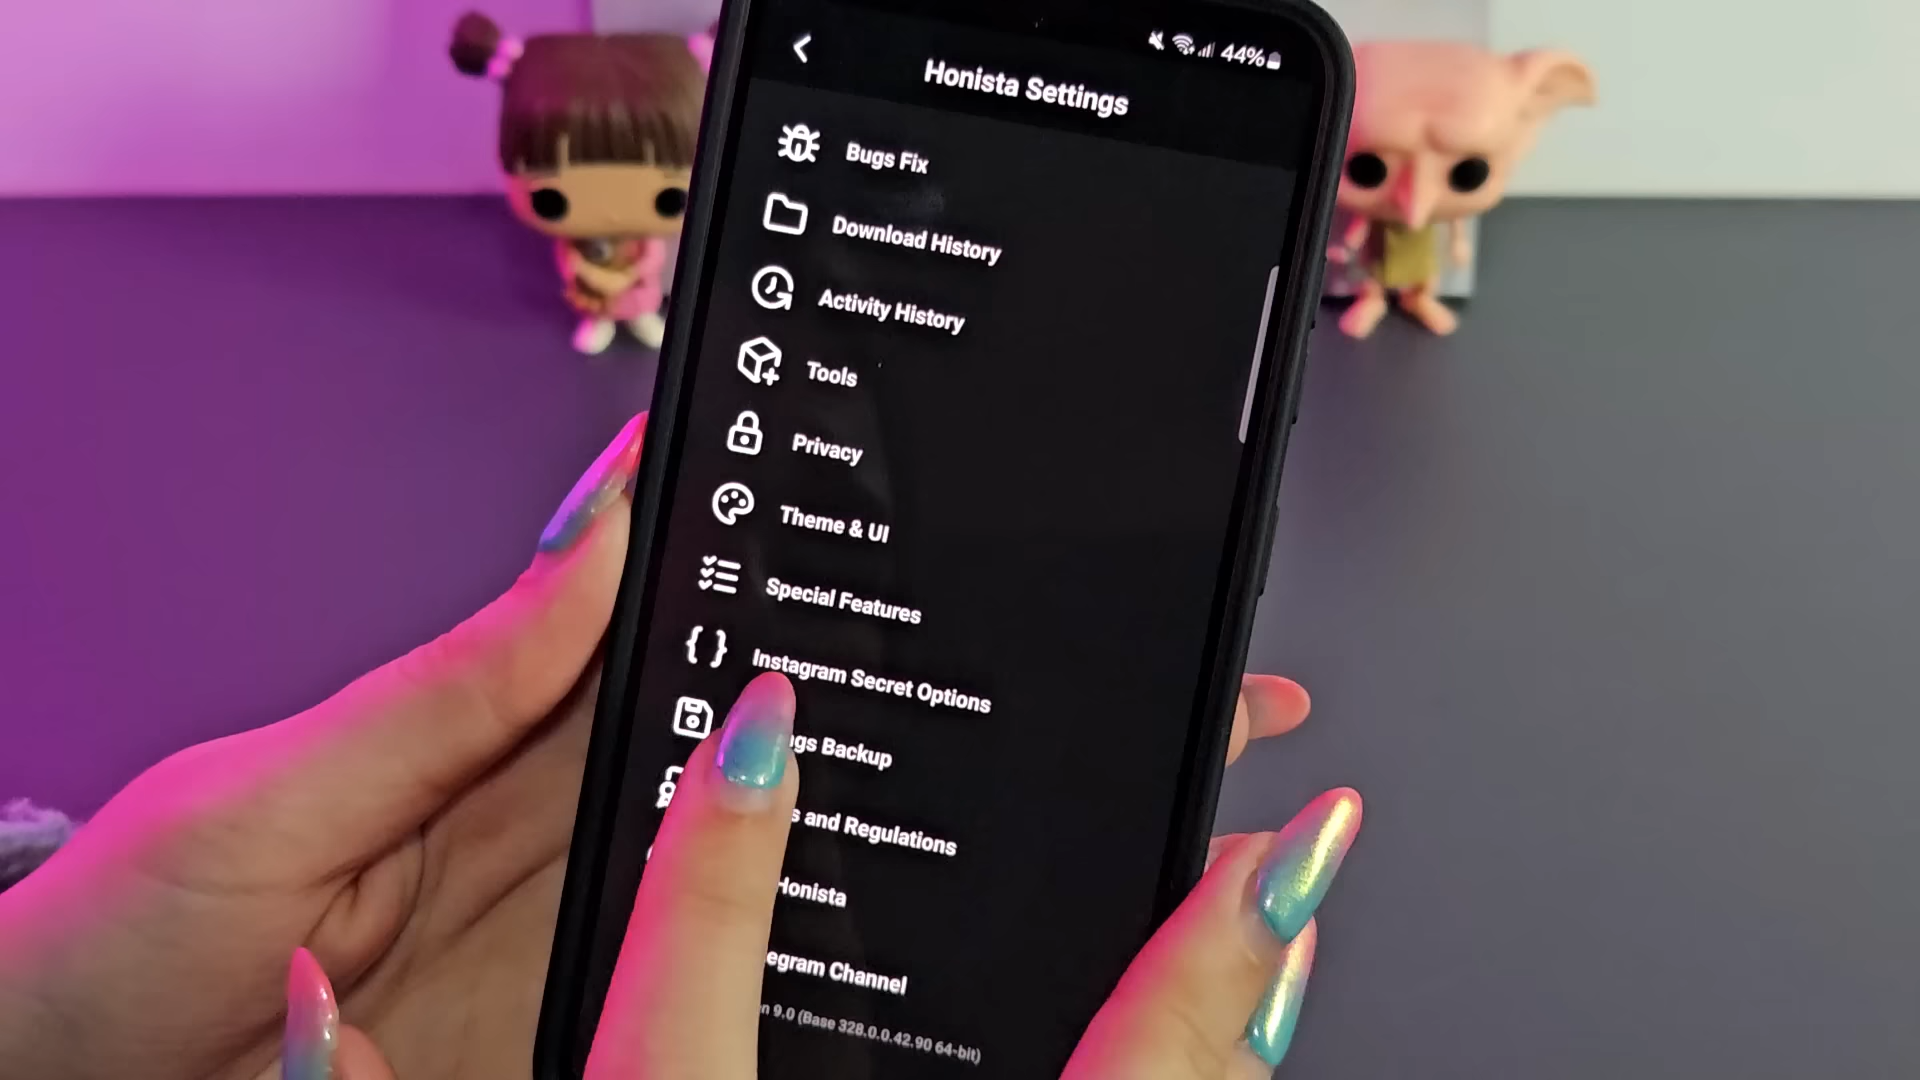 44%
Honista Settings
Bugs Fix
Download History
Activity History
Tools
Privacy
Theme & UI
Special Features
Instagram Secret Options
Backup
and Regulations
Honista
Channel
9.0 (Base 328.0.0.42.90 64-bit)